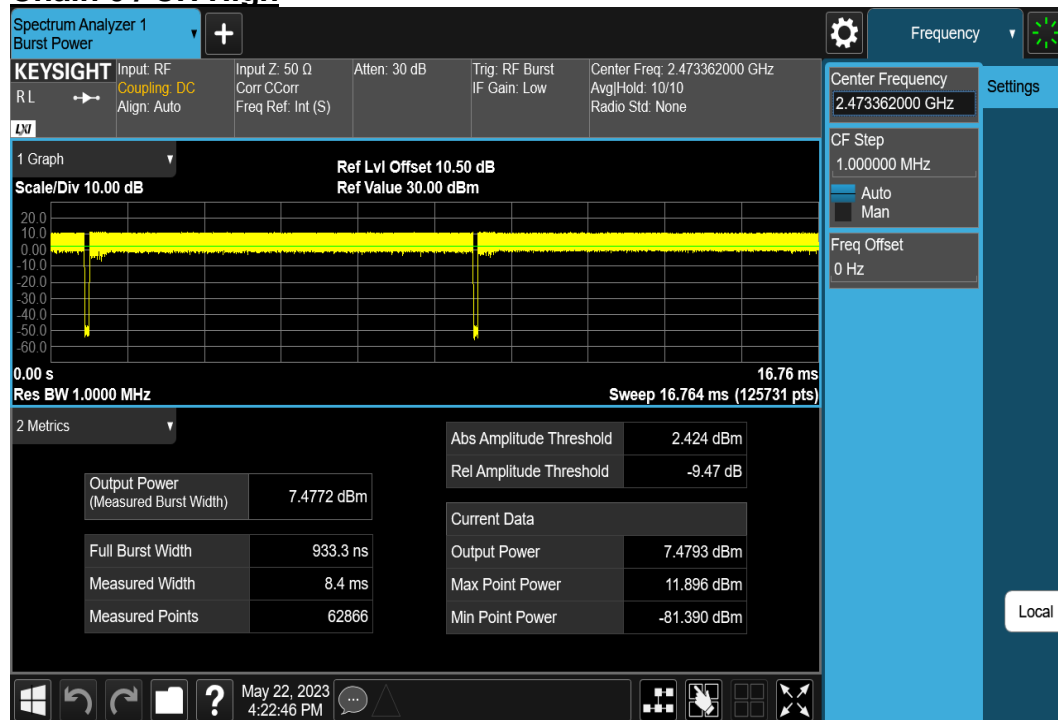 Spectrum Analyzer 1
Burst Power
Frequency
KEYSIGHT
R L
LXI
Input: RF
Coupling: DC
Align: Auto
Input Z: 50 Ω
Corr CCorr
Freq Ref: Int (S)
Atten: 30 dB
Trig: RF Burst
IF Gain: Low
Center Freq: 2.473362000 GHz
Avg|Hold: 10/10
Radio Std: None
Center Frequency
2.473362000 GHz
Settings
CF Step
1.000000 MHz
Auto
Man
Freq Offset
0 Hz
1 Graph
Scale/Div 10.00 dB
Ref Lvl Offset 10.50 dB
Ref Value 30.00 dBm
20.0
10.0
0.00
-10.0
-20.0
-30.0
-40.0
-50.0
-60.0
0.00 s
16.76 ms
Res BW 1.0000 MHz
Sweep 16.764 ms (125731 pts)
2 Metrics
Output Power
(Measured Burst Width)
7.4772 dBm
Full Burst Width 933.3 ns
Measured Width 8.4 ms
Measured Points 62866
Abs Amplitude Threshold 2.424 dBm
Rel Amplitude Threshold -9.47 dB
Current Data
Output Power 7.4793 dBm
Max Point Power 11.896 dBm
Min Point Power -81.390 dBm
Local
?
May 22, 2023
4:22:46 PM